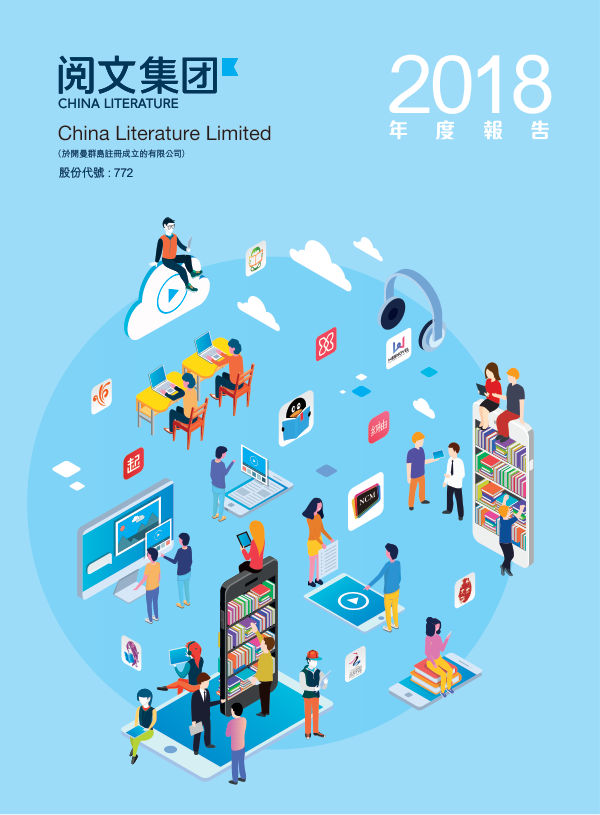 阅文集团
CHINA LITERATURE
China Literature Limited
(於開曼群島註冊成立的有限公司)
股份代號 : 772
2018
年度報告
起
NCM